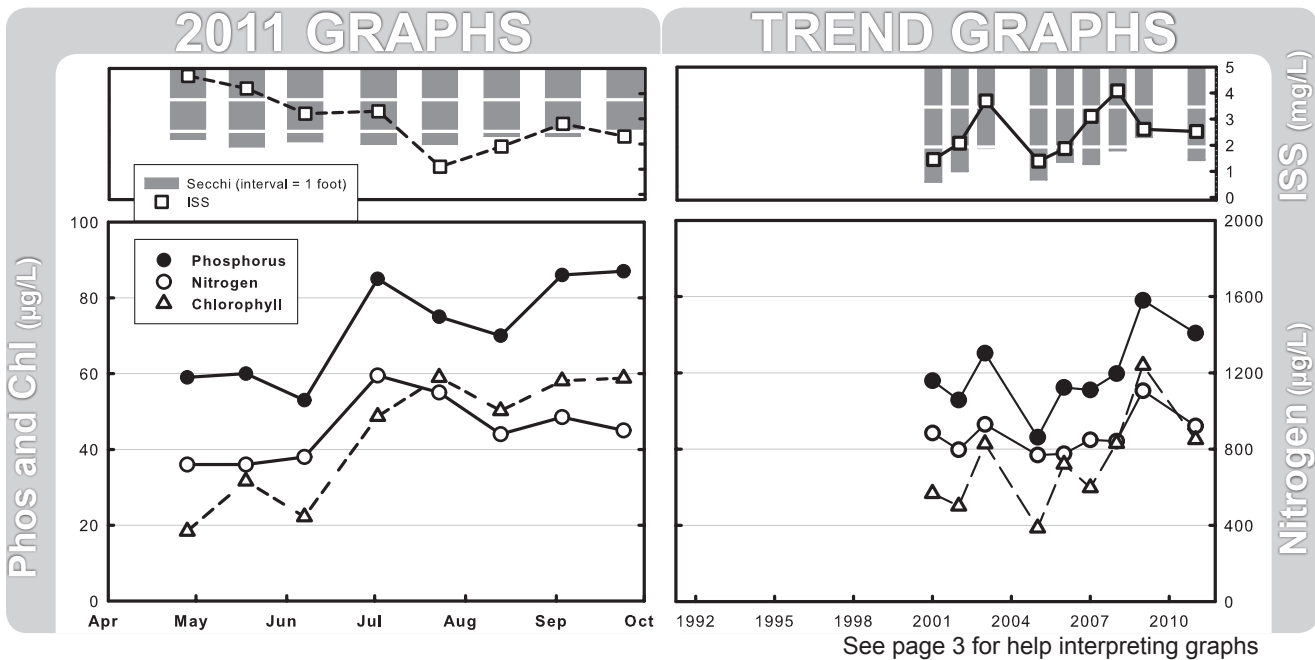 2011 GRAPHS
TREND GRAPHS
Secchi (interval = 1 foot)
ISS
5
4
3
2
1
0
ISS (mg/L)
Phos and Chl (µg/L)
100
80
60
40
20
0
Phosphorus
Nitrogen
Chlorophyll
Apr May Jun Jul Aug Sep Oct
2000
1600
1200
800
400
0
Nitrogen (µg/L)
1992 1995 1998 2001 2004 2007 2010
See page 3 for help interpreting graphs